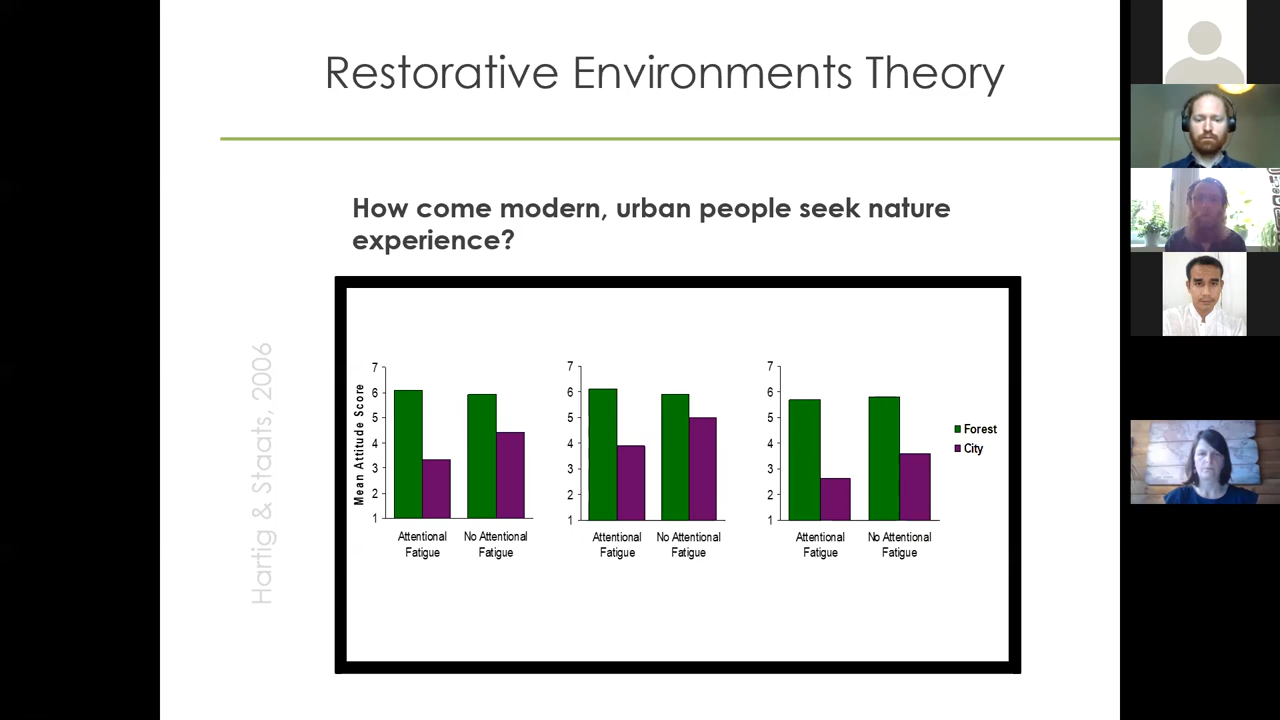 Restorative Environments Theory
How come modern, urban people seek nature
experience?
Hartig & Staats, 2006
Mean Attitude Score
7
6
5
4
3
2
1
Attentional
Fatigue
No Attentional
Fatigue
7
6
5
4
3
2
1
Attentional
Fatigue
No Attentional
Fatigue
7
6
5
4
3
2
1
Attentional
Fatigue
No Attentional
Fatigue
Forest
City